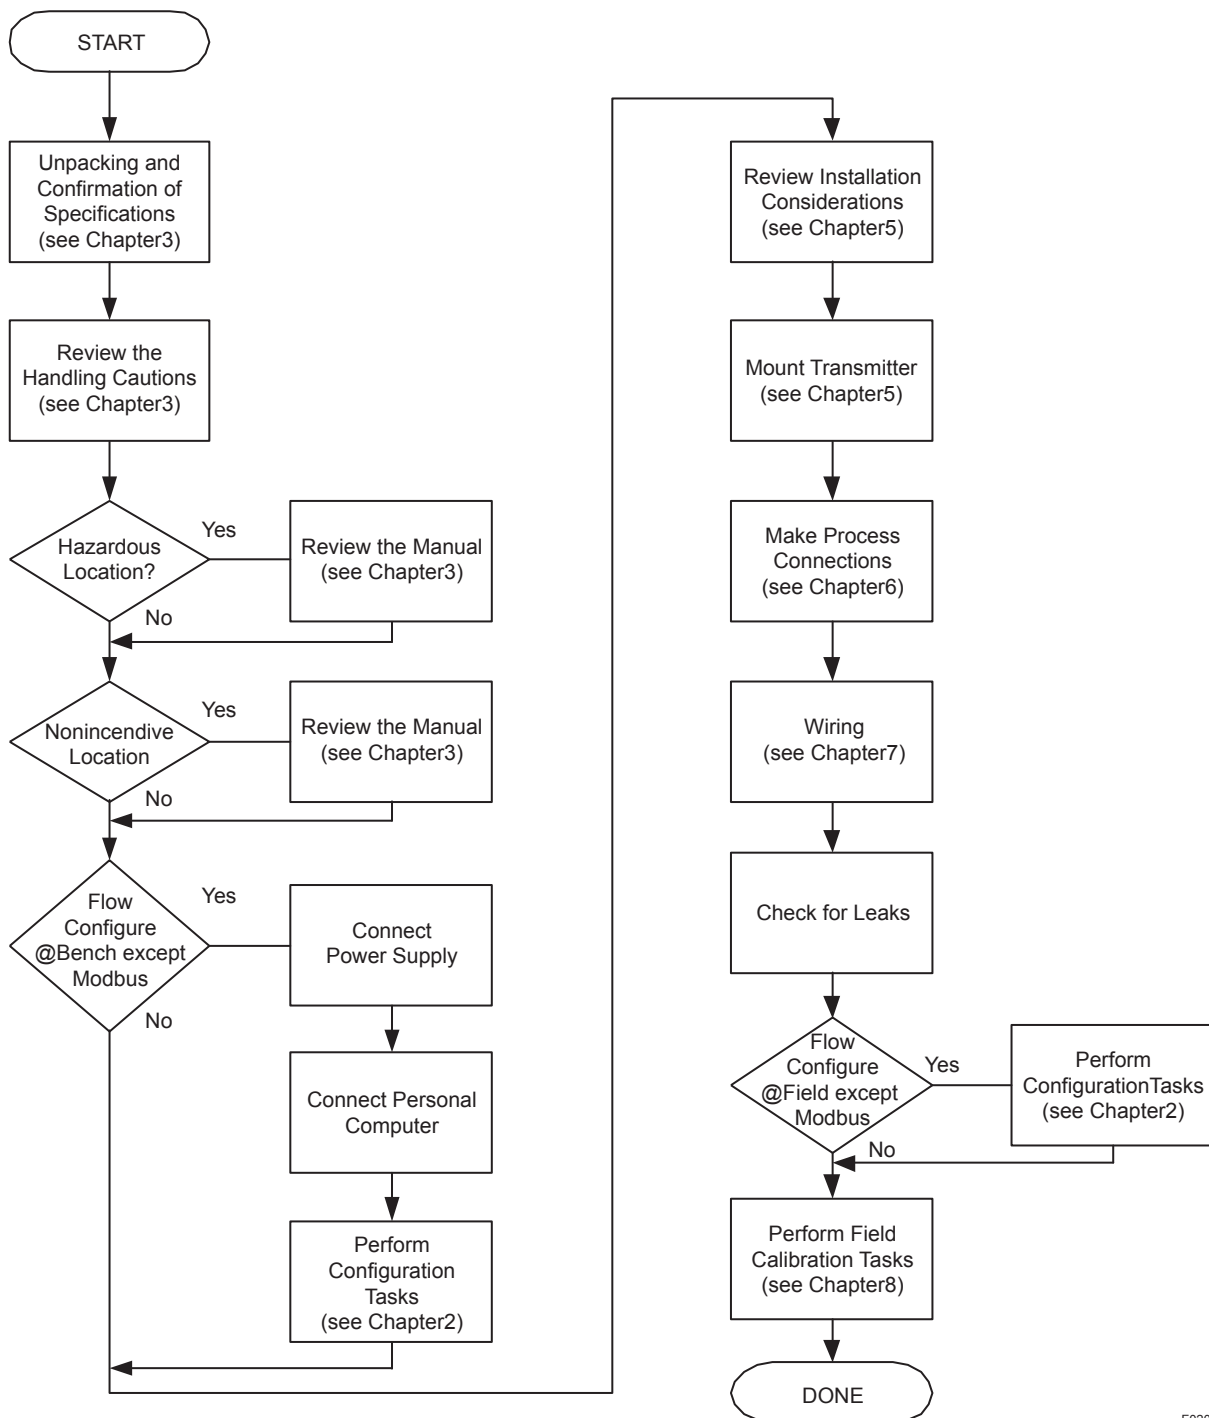 START
Unpacking and
Confirmation of
Specifications
(see Chapter3)
Review the
Handling Cautions
(see Chapter3)
Hazardous
Location?
Yes
No
Review the Manual
(see Chapter3)
Nonincendive
Location
Yes
No
Review the Manual
(see Chapter3)
Flow
Configure
@Bench except
Modbus
Yes
No
Connect
Power Supply
Connect Personal
Computer
Perform
Configuration
Tasks
(see Chapter2)
Review Installation
Considerations
(see Chapter5)
Mount Transmitter
(see Chapter5)
Make Process
Connections
(see Chapter6)
Wiring
(see Chapter7)
Check for Leaks
Flow
Configure
@Field except
Modbus
Yes
No
Perform
ConfigurationTasks
(see Chapter2)
Perform Field
Calibration Tasks
(see Chapter8)
DONE